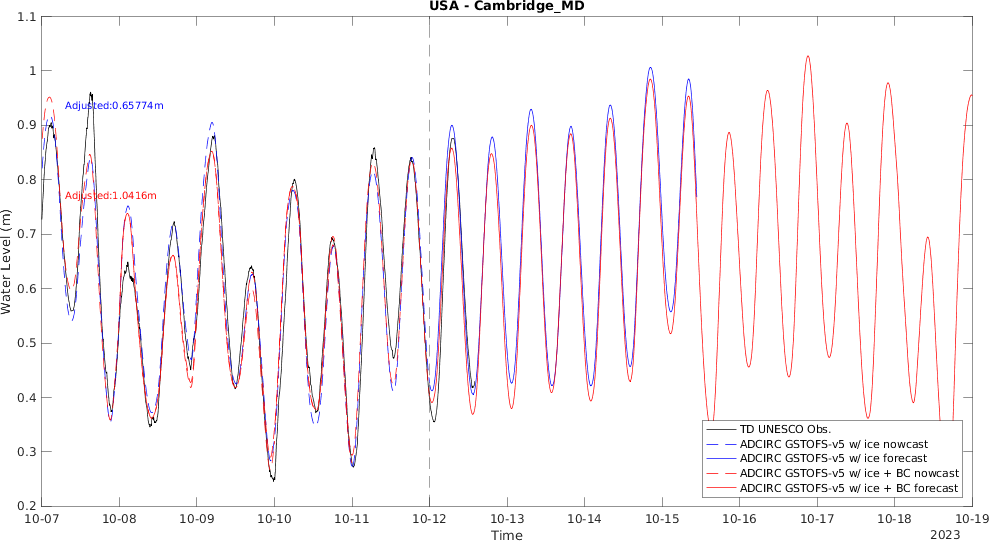 USA - Cambridge_MD
1.1
1
0.9
0.8
0.7
0.6
0.5
0.4
0.3
0.2
Water Level (m)
Adjusted:0.65774m
Adjusted:1.0416m
TD UNESCO Obs.
ADCIRC GSTOFS-v5 w/ ice nowcast
ADCIRC GSTOFS-v5 w/ ice forecast
ADCIRC GSTOFS-v5 w/ ice + BC nowcast
ADCIRC GSTOFS-v5 w/ ice + BC forecast
10-07 10-08 10-09 10-10 10-11 10-12 10-13 10-14 10-15 10-16 10-17 10-18 10-19
Time
2023